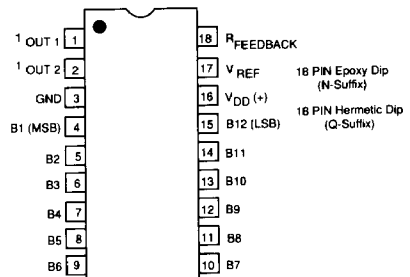 1 OUT 1 1 18 RFEEDBACK
1 OUT 2 2 17 VREF
GND 3 16 VDD (+)
B1 (MSB) 4 15 B12 (LSB)
B2 5 14 B11
B3 6 13 B10
B4 7 12 B9
B5 8 11 B8
B6 9 10 B7
18 PIN Epoxy Dip
(N-Suffix)
18 PIN Hermetic Dip
(Q-Suffix)